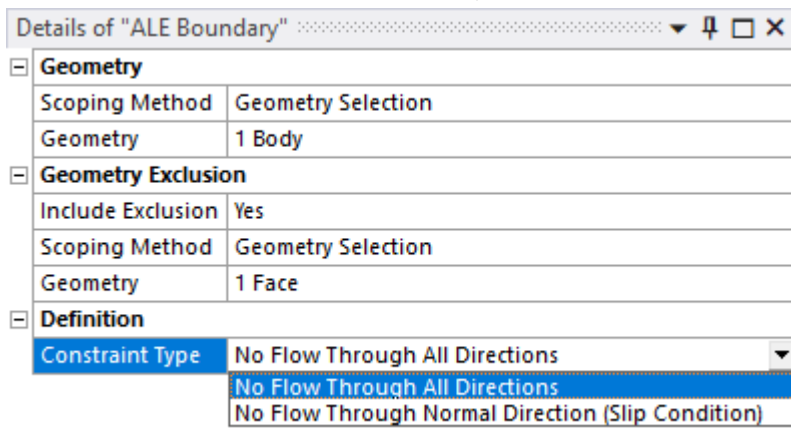 Details of "ALE Boundary"
Geometry
Scoping Method Geometry Selection
Geometry 1 Body
Geometry Exclusion
Include Exclusion Yes
Scoping Method Geometry Selection
Geometry 1 Face
Definition
Constraint Type No Flow Through All Directions
No Flow Through All Directions
No Flow Through Normal Direction (Slip Condition)